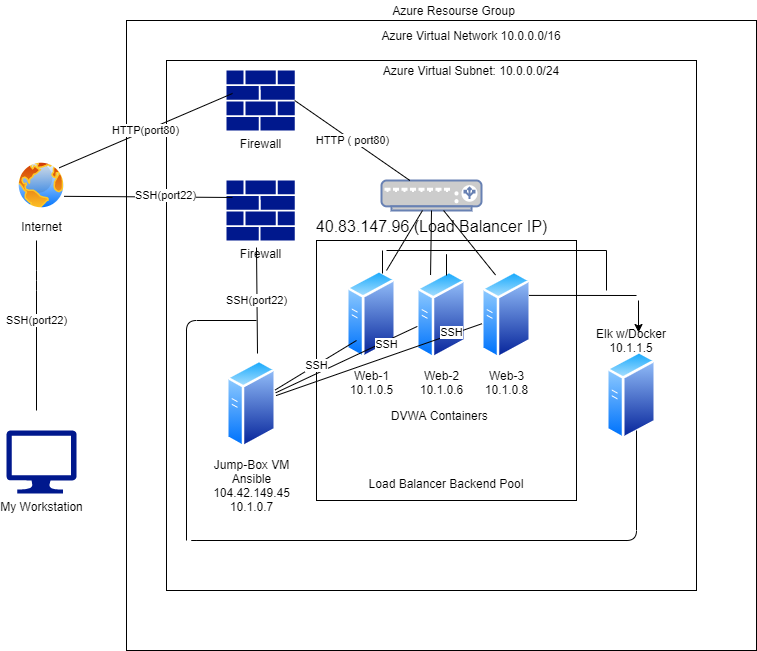 Azure Resourse Group
Azure Virtual Network 10.0.0.0/16
Azure Virtual Subnet: 10.0.0.0/24
HTTP(port80)
Firewall
HTTP ( port80)
SSH(port22)
Internet
Firewall
40.83.147.96 (Load Balancer IP)
SSH(port22)
SSH(port22)
Elk w/Docker
10.1.1.5
SSH
SSH
SSH
Web-1
10.1.0.5
Web-2
10.1.0.6
Web-3
10.1.0.8
DVWA Containers
Jump-Box VM
Ansible
104.42.149.45
10.1.0.7
Load Balancer Backend Pool
My Workstation